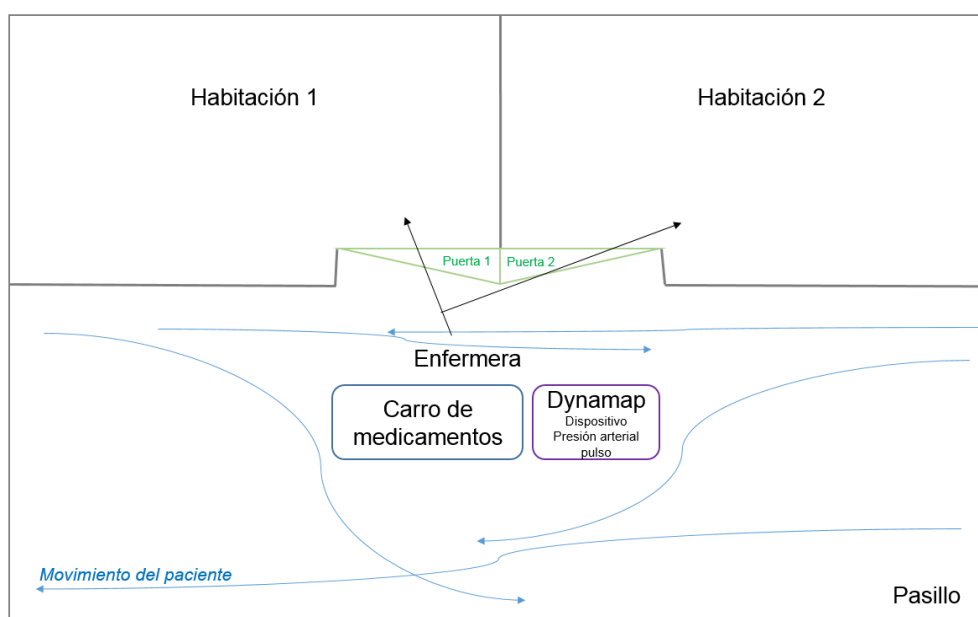 Habitación 1
Habitación 2
Puerta 1
Puerta 2
Enfermera
Carro de
medicamentos
Dynamap
Dispositivo
Presión arterial
pulso
Movimiento del paciente
Pasillo